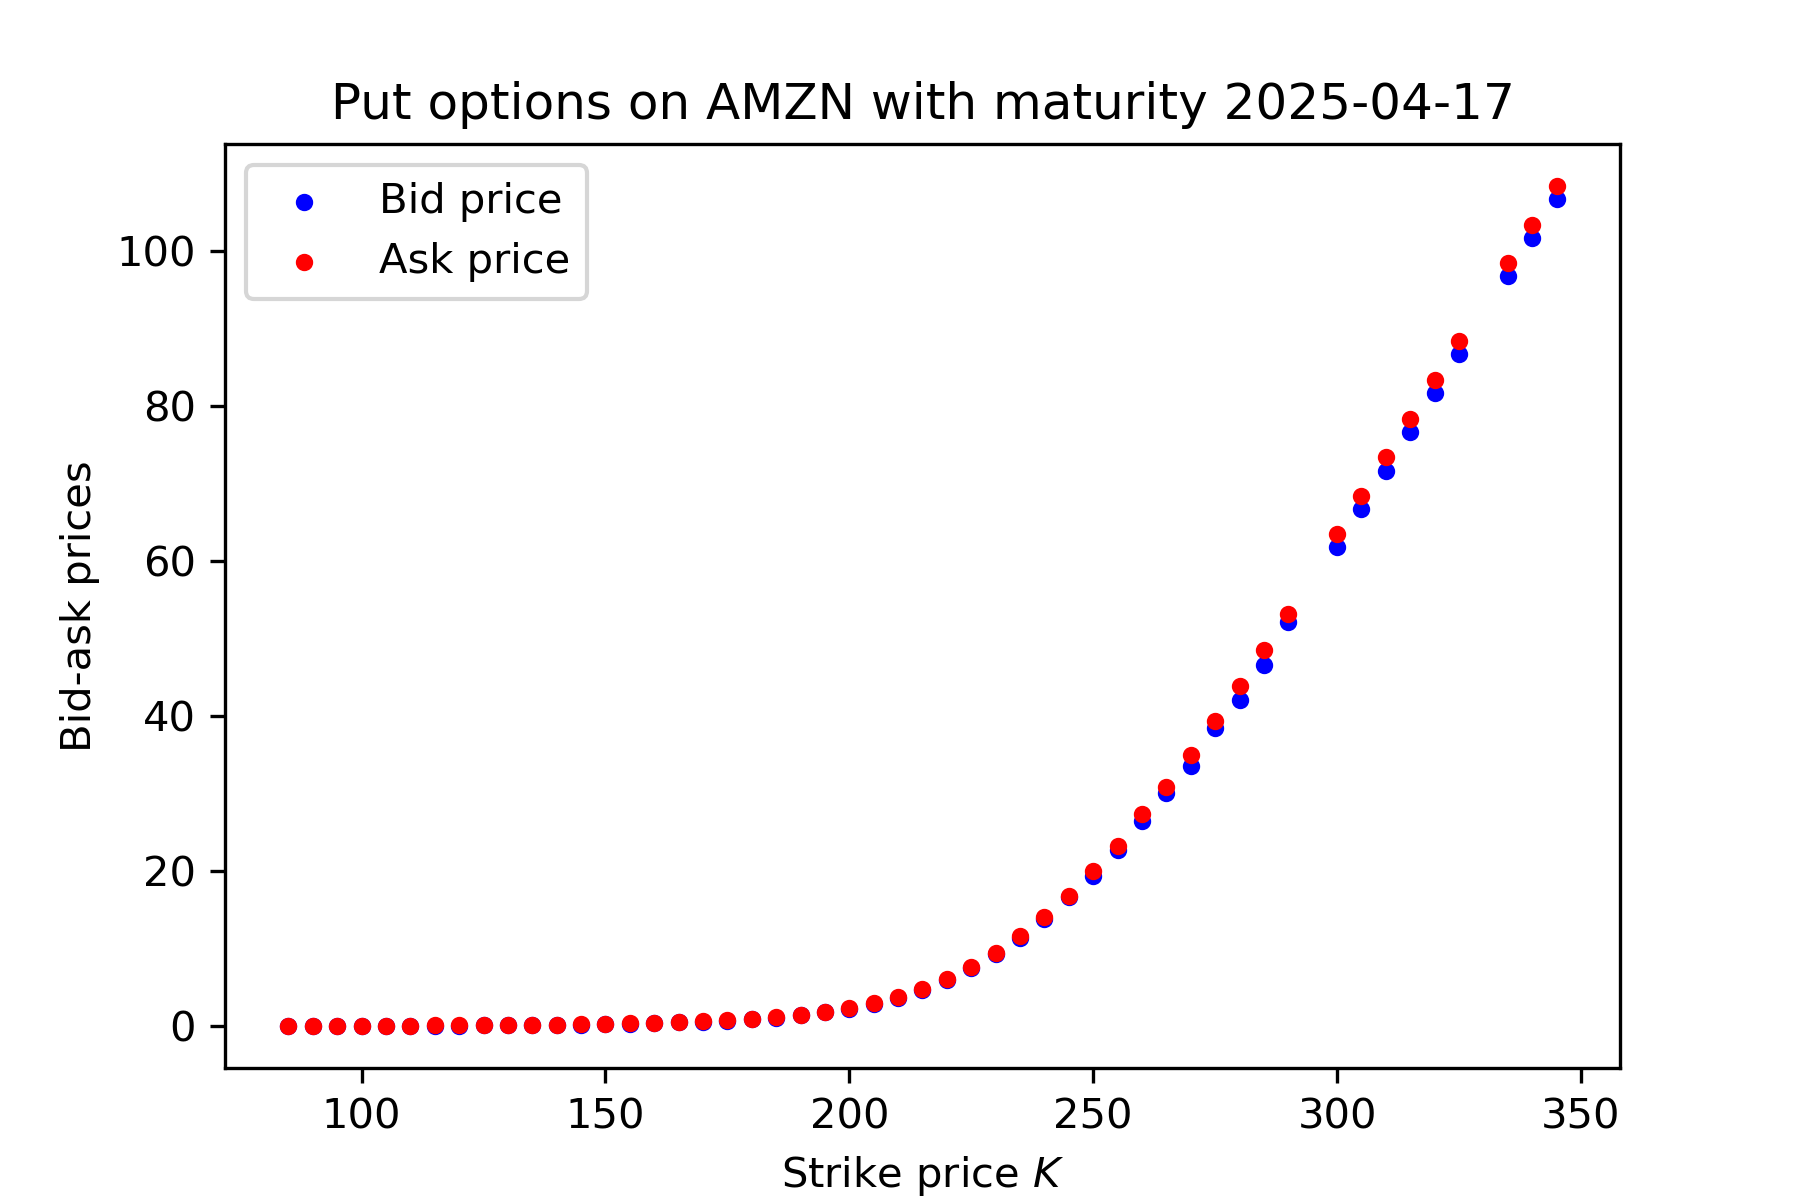 Put options on AMZN with maturity 2025-04-17
Bid price
Ask price
Bid-ask prices
100
80
60
40
20
0
100 150 200 250 300 350
Strike price K